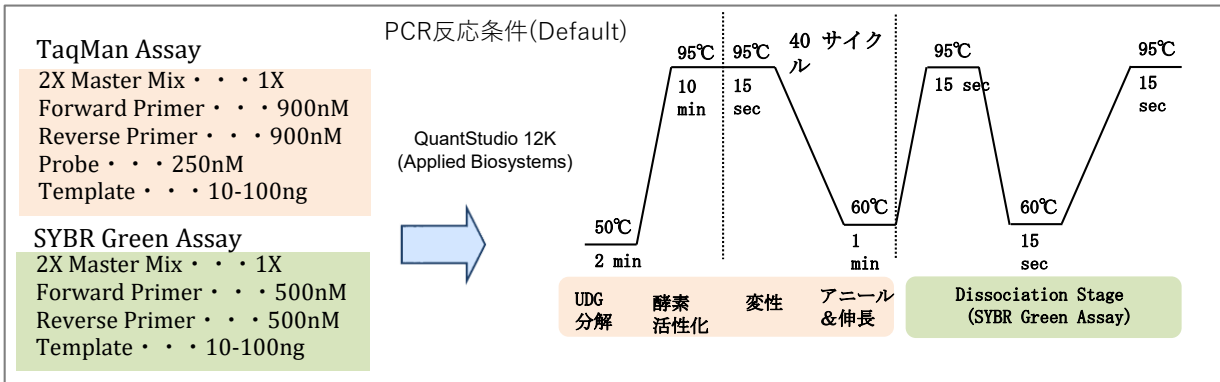 PCR反応条件(Default)
TaqMan Assay
2X Master Mix・・・1X
Forward Primer・・・900nM
Reverse Primer・・・900nM
Probe・・・250nM
Template・・・10-100ng
SYBR Green Assay
2X Master Mix・・・1X
Forward Primer・・・500nM
Reverse Primer・・・500nM
Template・・・10-100ng
QuantStudio 12K
(Applied Biosystems)
50℃
2 min
95℃
10
min
95℃
15
sec
40 サイク
ル
60℃
1
min
95℃
15 sec
60℃
15
sec
95℃
15
sec
UDG
分解
酵素
活性化
変性
アニール
&伸長
Dissociation Stage
(SYBR Green Assay)